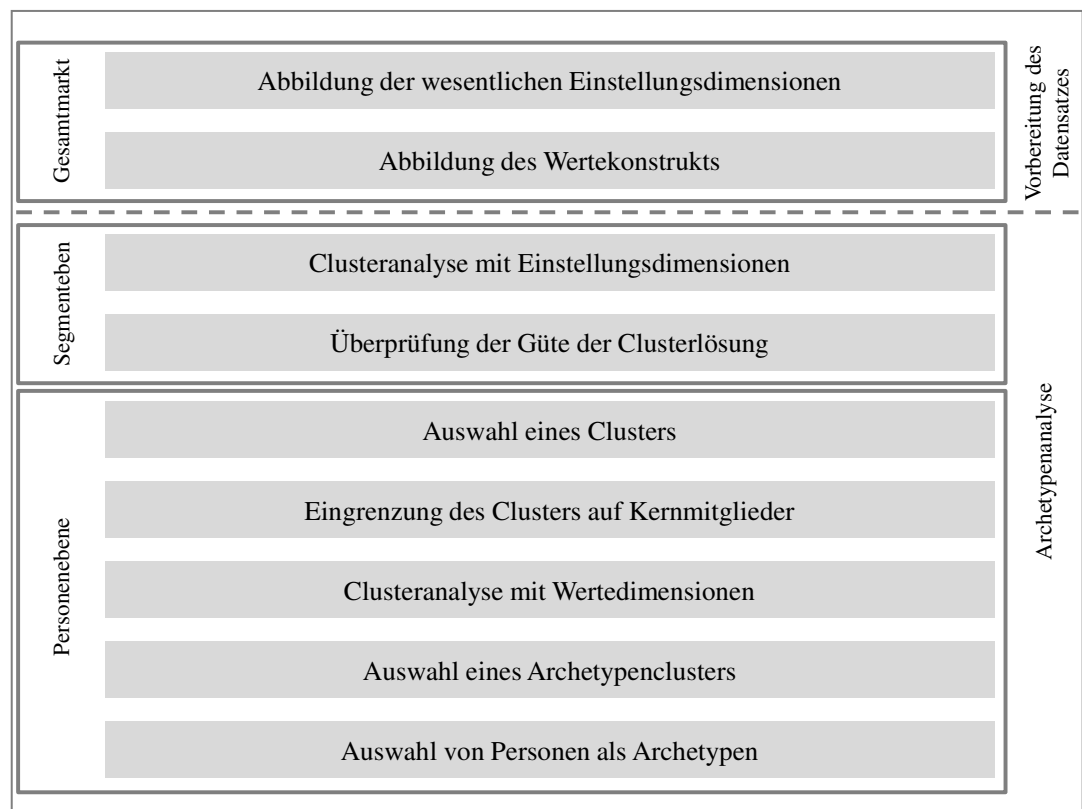 Gesamtmarkt
Abbildung der wesentlichen Einstellungsdimensionen
Abbildung des Wertekonstrukts
Vorbereitung des
Datensatzes
Segmenteben
Clusteranalyse mit Einstellungsdimensionen
Überprüfung der Güte der Clusterlösung
Personenebene
Auswahl eines Clusters
Eingrenzung des Clusters auf Kernmitglieder
Clusteranalyse mit Wertedimensionen
Auswahl eines Archetypenclusters
Auswahl von Personen als Archetypen
Archetypenanalyse